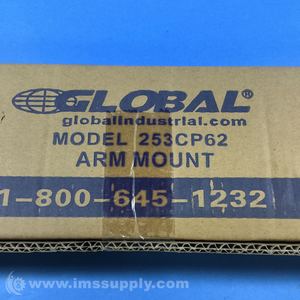 GLOBAL®
globalindustrial.com
MODEL 253CP62
ARM MOUNT
1-800-645-1232
www.imssupply.com